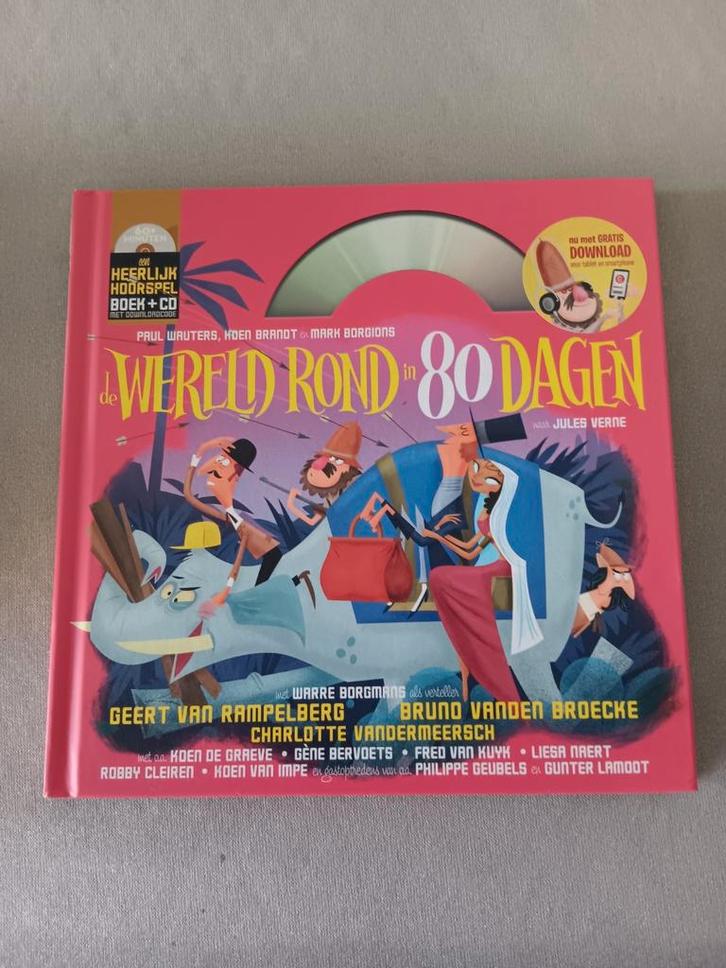 60+
MINUTEN
een
HEERLIJK
HOORSPEL
BOEK + CD
MET DOWNLOADCODE
nu met GRATIS
DOWNLOAD
voor tablet en smartphone
PAUL WAUTERS, KOEN BRANDT en MARK BORGIONS
de WERELD ROND in 80 DAGEN
naar JULES VERNE
met WARRE BORGMANS als verteller
GEERT VAN RAMPELBERG BRUNO VANDEN BROECKE
CHARLOTTE VANDERMEERSCH
met o.a. KOEN DE GRAEVE • GÈNE BERVOETS • FRED VAN KUYK • LIESA NAERT
ROBBY CLEIREN • KOEN VAN IMPE en gastoptredens van o.a. PHILIPPE GEUBELS en GUNTER LAMOOT